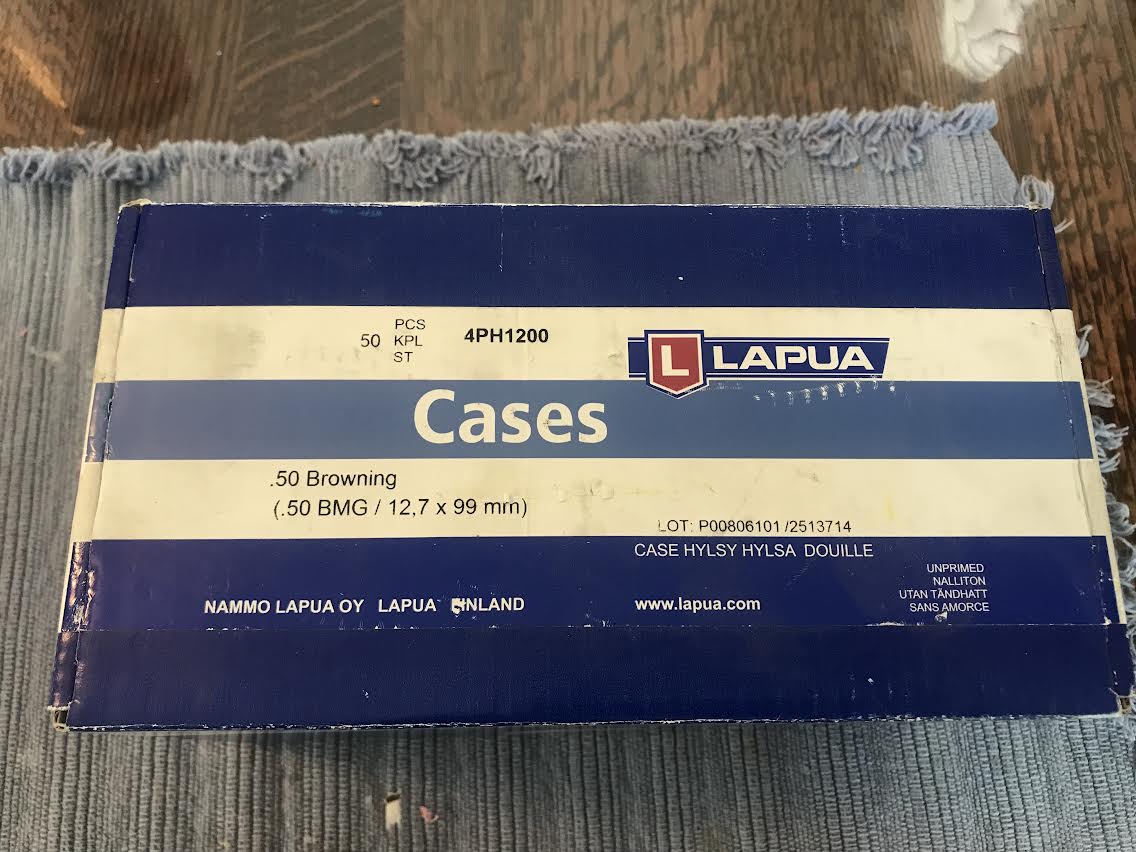 50 PCS
KPL
ST
4PH1200
L LAPUA
Cases
.50 Browning
(.50 BMG / 12,7 x 99 mm)
LOT: P00806101 /2513714
CASE HYLSY HYLSA DOUILLE
UNPRIMED
NALLITON
UTAN TÄNDHATT
SANS AMORCE
NAMMO LAPUA OY LAPUA FINLAND
www.lapua.com